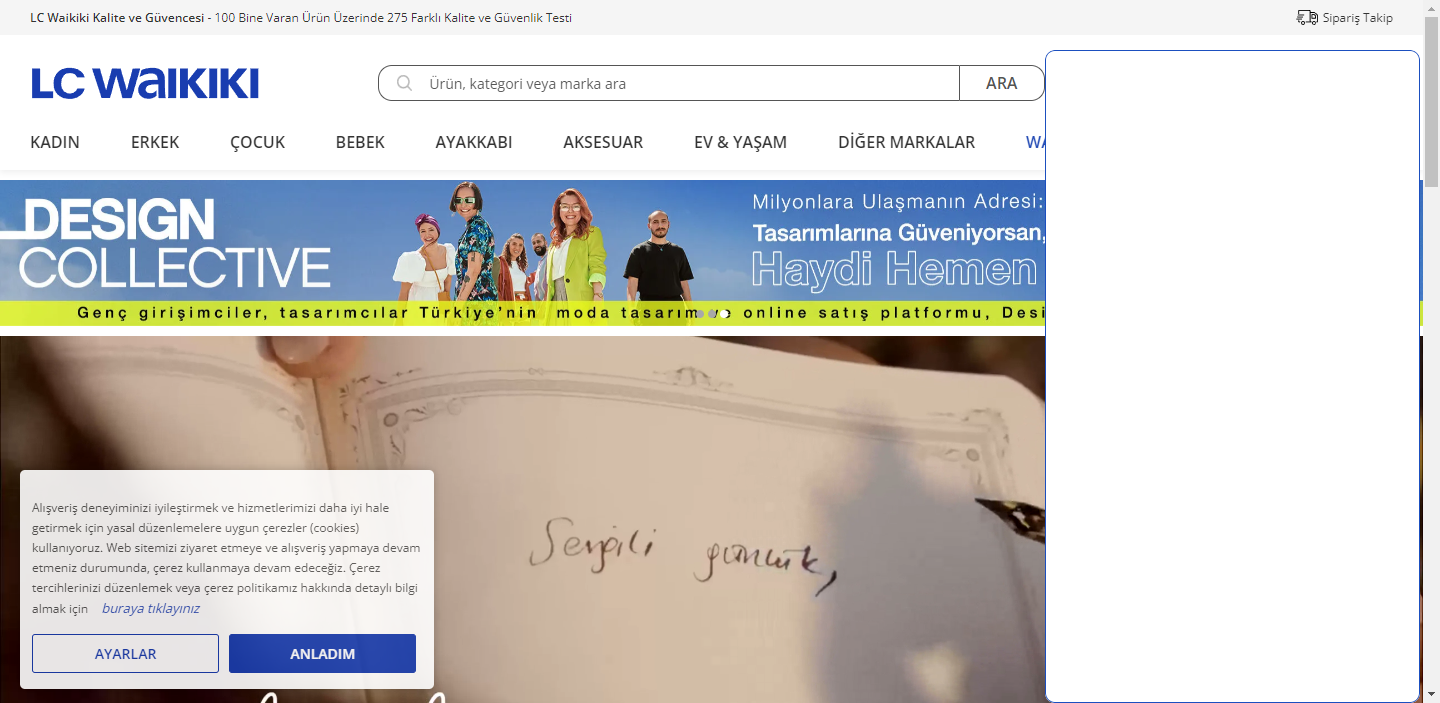 LC Waikiki Kalite ve Güvencesi - 100 Bine Varan Ürün Üzerinde 275 Farklı Kalite ve Güvenlik Testi
Sipariş Takip
LC WAIKIKI
Ürün, kategori veya marka ara
ARA
KADIN
ERKEK
ÇOCUK
BEBEK
AYAKKABI
AKSESUAR
EV & YAŞAM
DİĞER MARKALAR
DESIGN
COLLECTIVE
Milyonlara Ulaşmanın Adresi:
Tasarımlarına Güveniyorsan,
Haydi Hemen
Genç girişimciler, tasarımcılar Türkiye'nin moda tasarım ve online satış platformu, Desi
Sevgili günlük,
Alışveriş deneyiminizi iyileştirmek ve hizmetlerimizi daha iyi hale
getirmek için yasal düzenlemelere uygun çerezler (cookies)
kullanıyoruz. Web sitemizi ziyaret etmeye ve alışveriş yapmaya devam
etmeniz durumunda, çerez kullanmaya devam edeceğiz. Çerez
tercihlerinizi düzenlemek veya çerez politikamız hakkında detaylı bilgi
almak için buraya tıklayınız
AYARLAR
ANLADIM